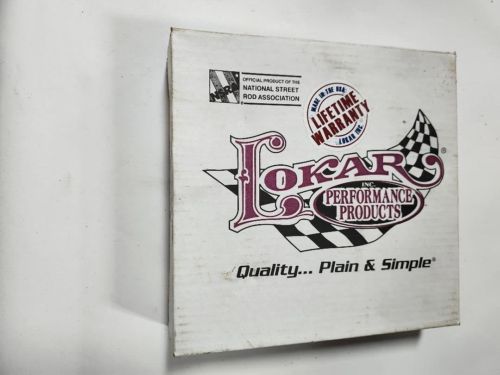 NSRA
OFFICIAL PRODUCT OF THE
NATIONAL STREET
ROD ASSOCIATION
MADE IN THE USA!
LIFETIME
WARRANTY
LOKAR INC.
LOKAR®
INC.
PERFORMANCE
PRODUCTS
Quality... Plain & Simple®